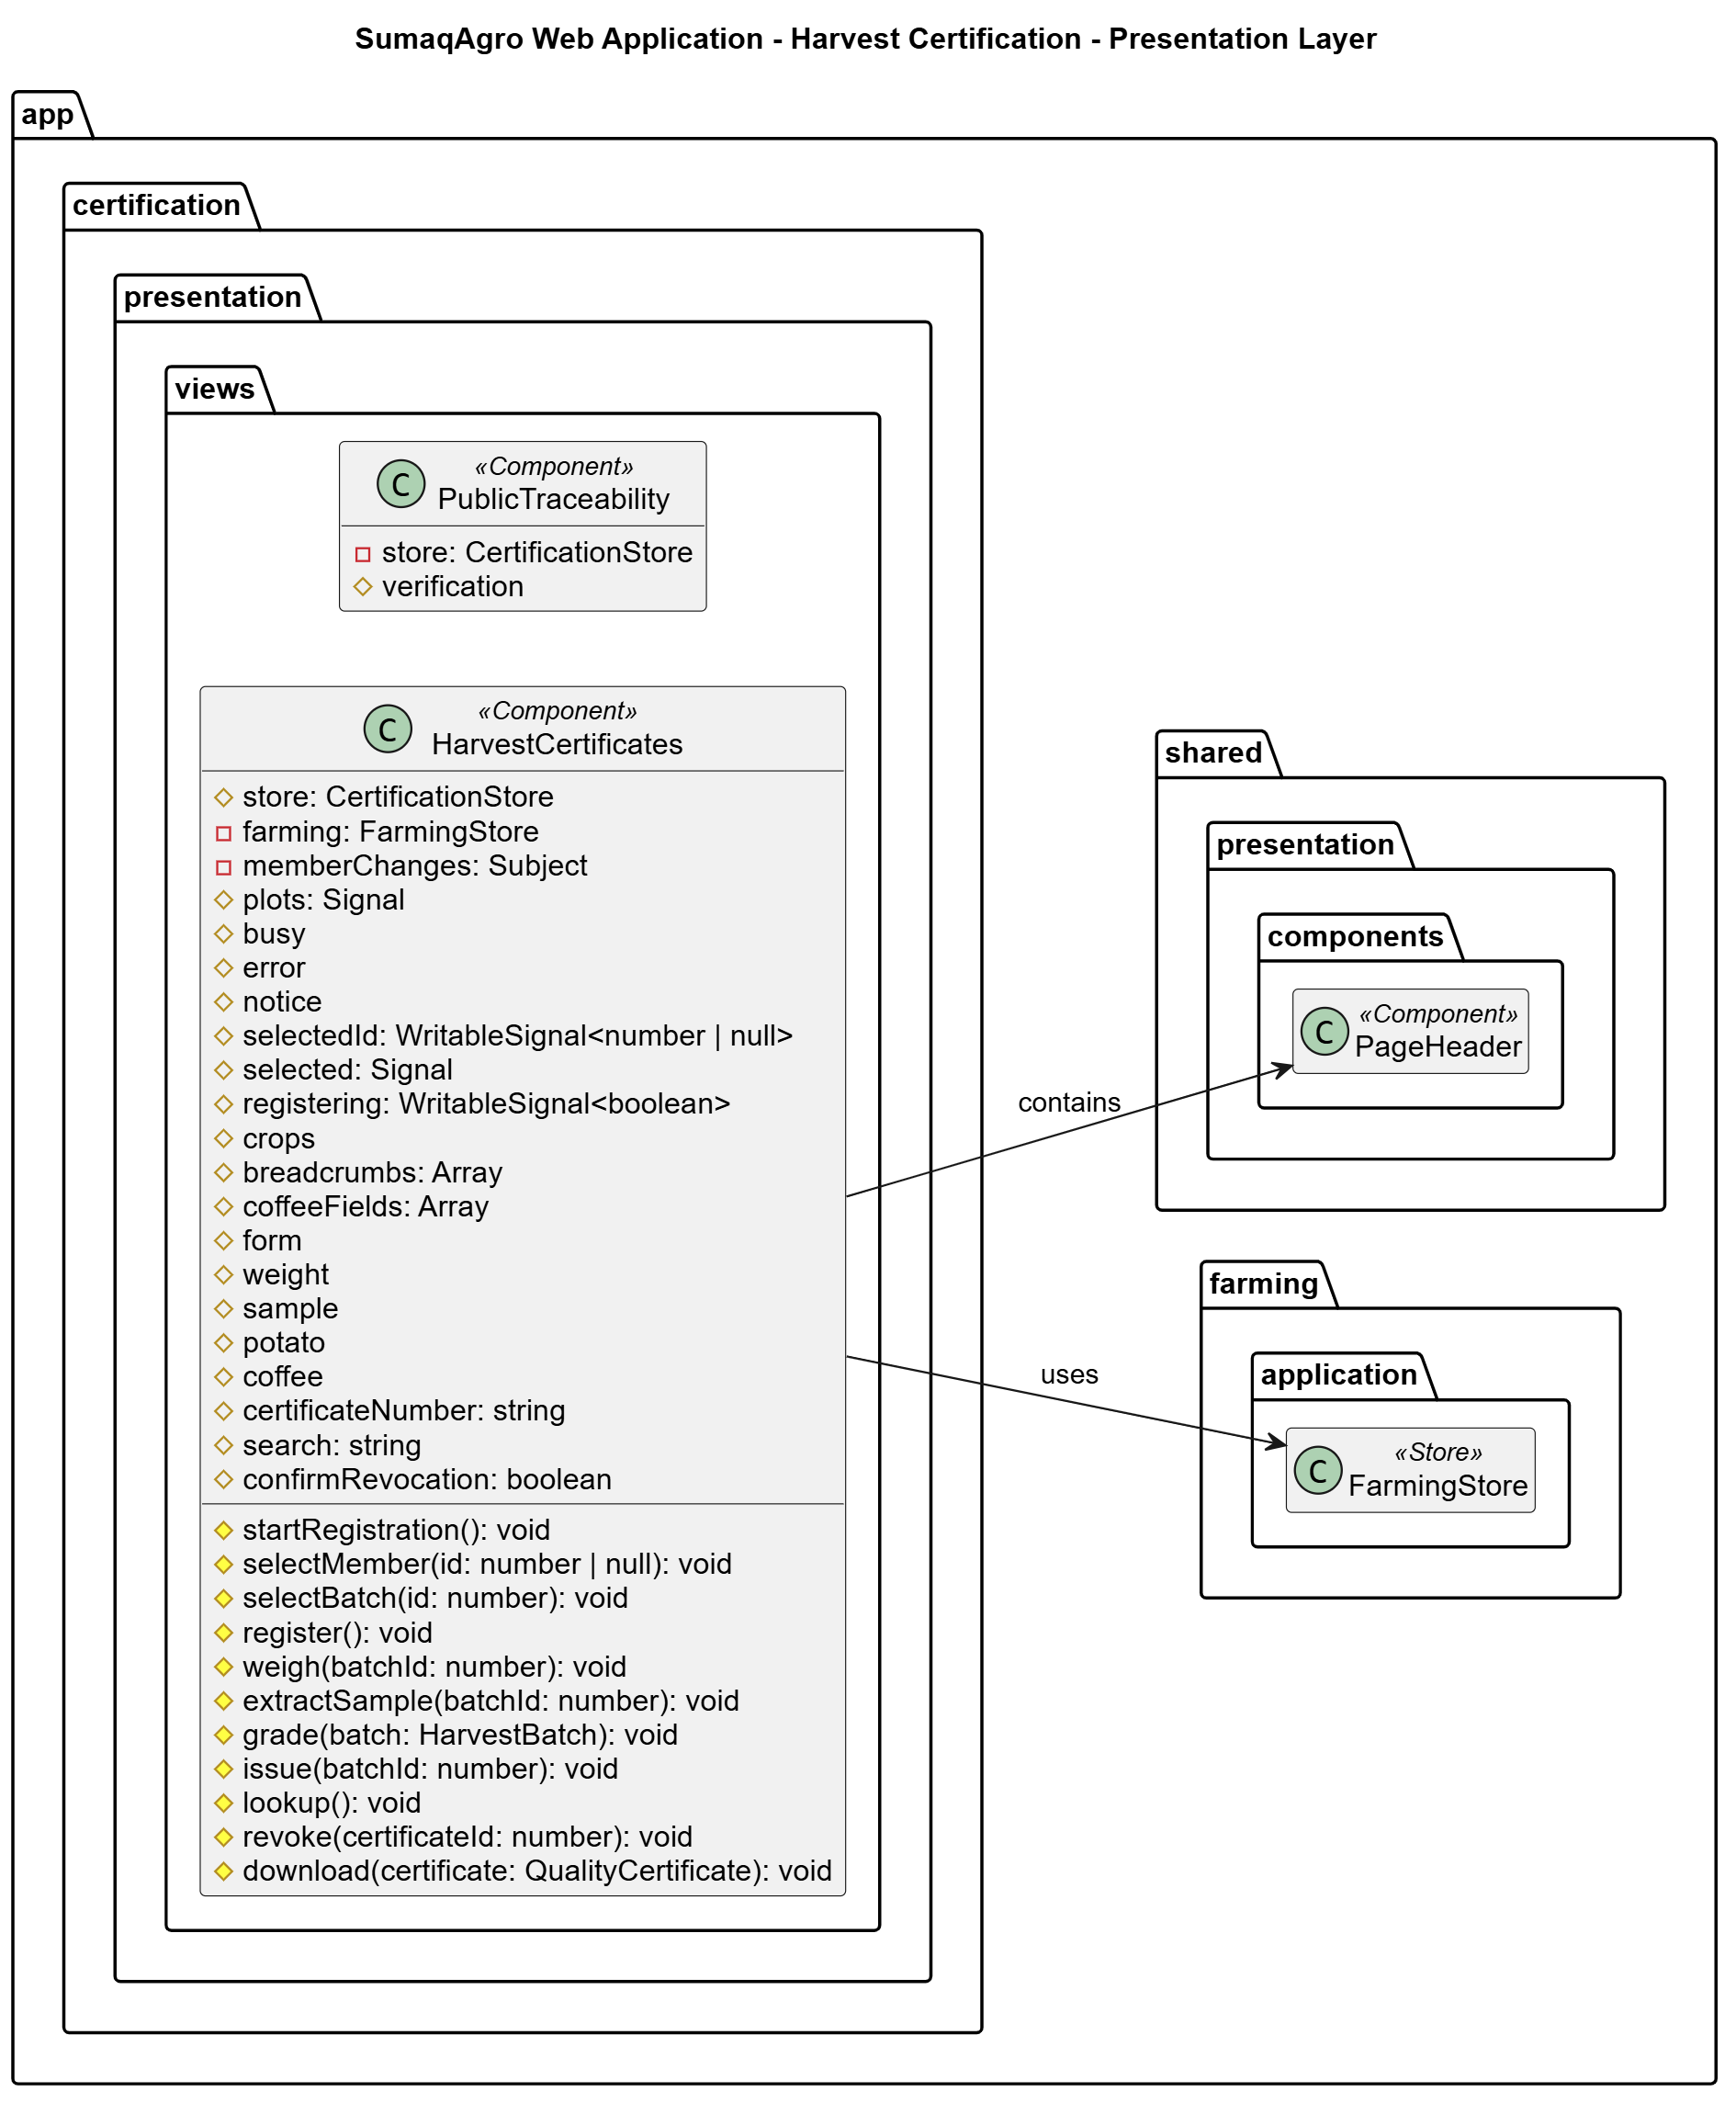 SumaqAgro Web Application - Harvest Certification - Presentation Layer
app
certification
presentation
views
«Component»
C
PublicTraceability
store: CertificationStore
verification
«Component»
C
HarvestCertificates
store: CertificationStore
farming: FarmingStore
memberChanges: Subject
plots: Signal
busy
error
notice
selectedId: WritableSignal<number | null>
selected: Signal
registering: WritableSignal<boolean>
crops
breadcrumbs: Array
coffeeFields: Array
form
weight
sample
potato
coffee
certificateNumber: string
search: string
confirmRevocation: boolean
startRegistration(): void
selectMember(id: number | null): void
selectBatch(id: number): void
register(): void
weigh(batchId: number): void
extractSample(batchId: number): void
grade(batch: HarvestBatch): void
issue(batchId: number): void
lookup(): void
revoke(certificateId: number): void
download(certificate: QualityCertificate): void
contains
uses
shared
presentation
components
«Component»
C
PageHeader
farming
application
«Store»
C
FarmingStore